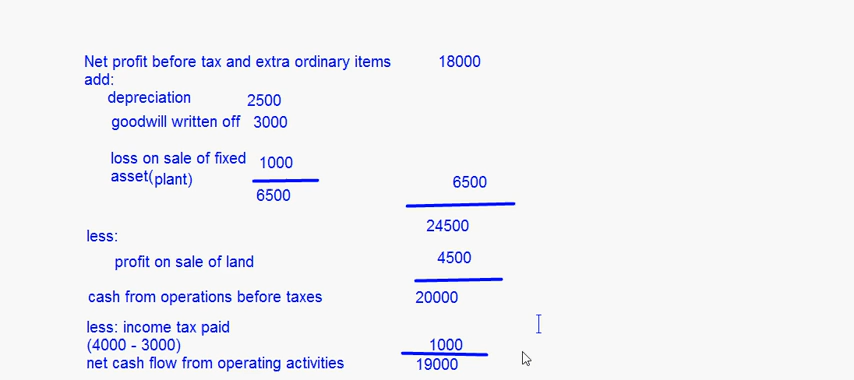 Net profit before tax and extra ordinary items 18000
add:
depreciation 2500
goodwill written off 3000
loss on sale of fixed 1000
asset(plant)
6500 6500
24500
less:
profit on sale of land 4500
cash from operations before taxes 20000
less: income tax paid
(4000 - 3000) 1000
net cash flow from operating activities 19000